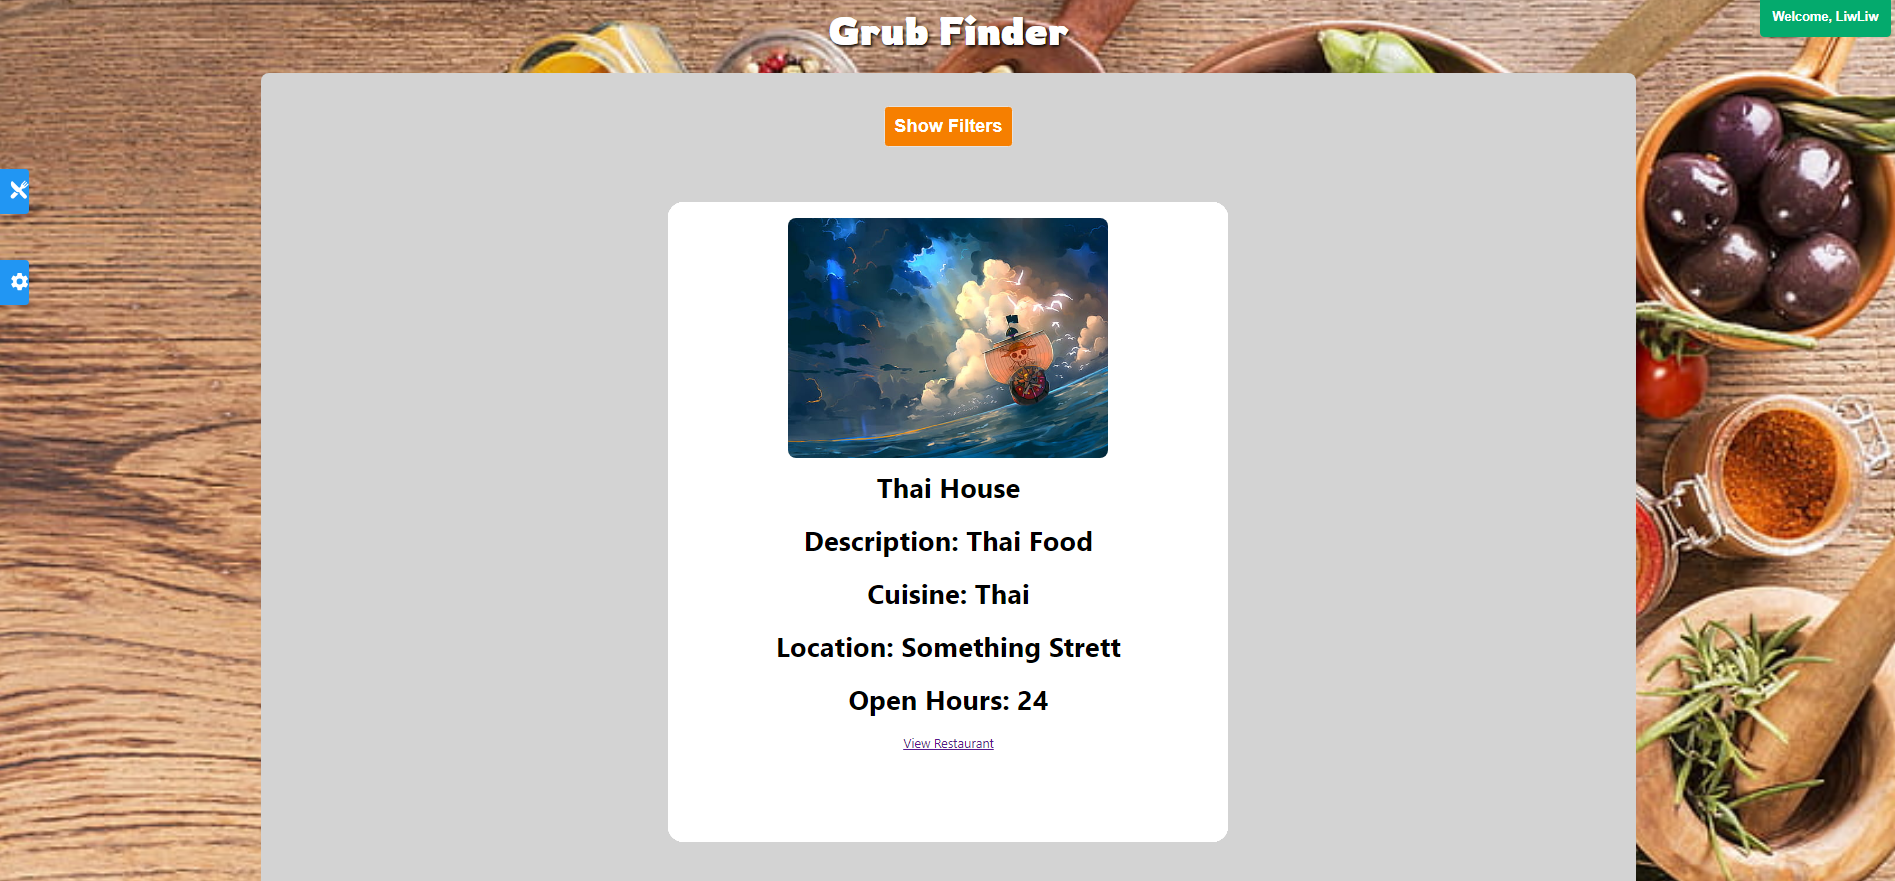 Grub Finder
Welcome, LiwLiw
Show Filters
Thai House
Description: Thai Food
Cuisine: Thai
Location: Something Strett
Open Hours: 24
View Restaurant